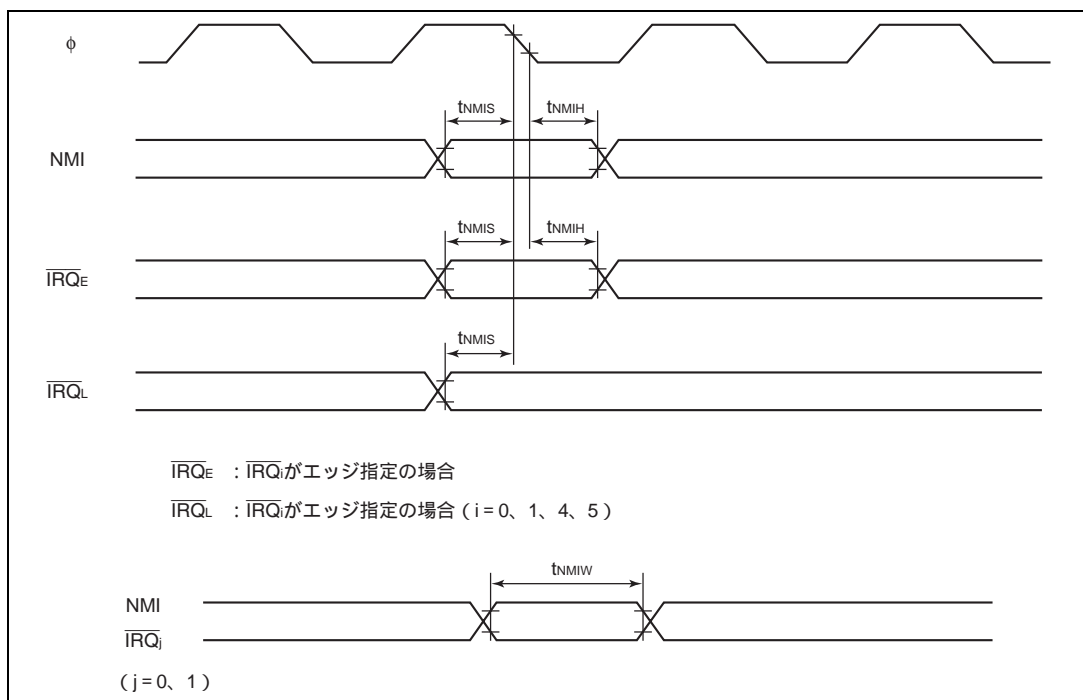 φ
tNMIS tNMIH
NMI
tNMIS tNMIH
IRQE
tNMIS
IRQL
IRQE : IRQiがエッジ指定の場合
IRQL : IRQiがエッジ指定の場合 ( i = 0、1、4、5 )
tNMIW
NMI
IRQj
( j = 0、1 )